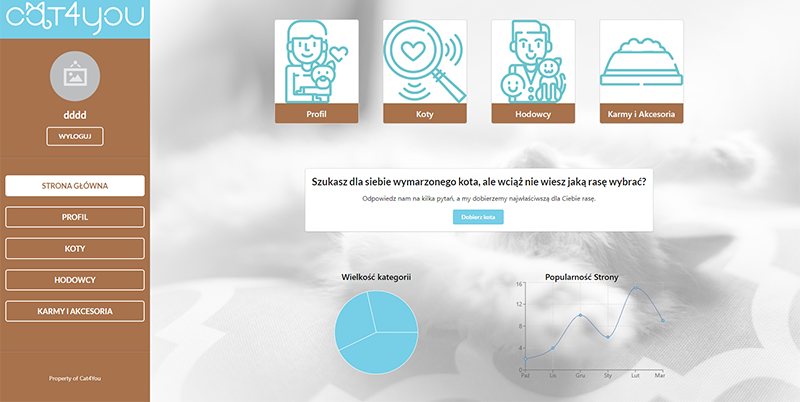 cat4you
dddd
WYLOGUJ
STRONA GŁÓWNA
PROFIL
KOTY
HODOWCY
KARMY I AKCESORIA
Property of Cat4You
Profil
Koty
Hodowcy
Karmy i Akcesoria
Szukasz dla siebie wymarzonego kota, ale wciąż nie wiesz jaką rasę wybrać?
Odpowiedz nam na kilka pytań, a my dobierzemy najwłaściwszą dla Ciebie rasę.
Dobierz kota
Wielkość kategorii
Popularność Strony
16
12
8
4
0
Paź Lis Gru Sty Lut Mar